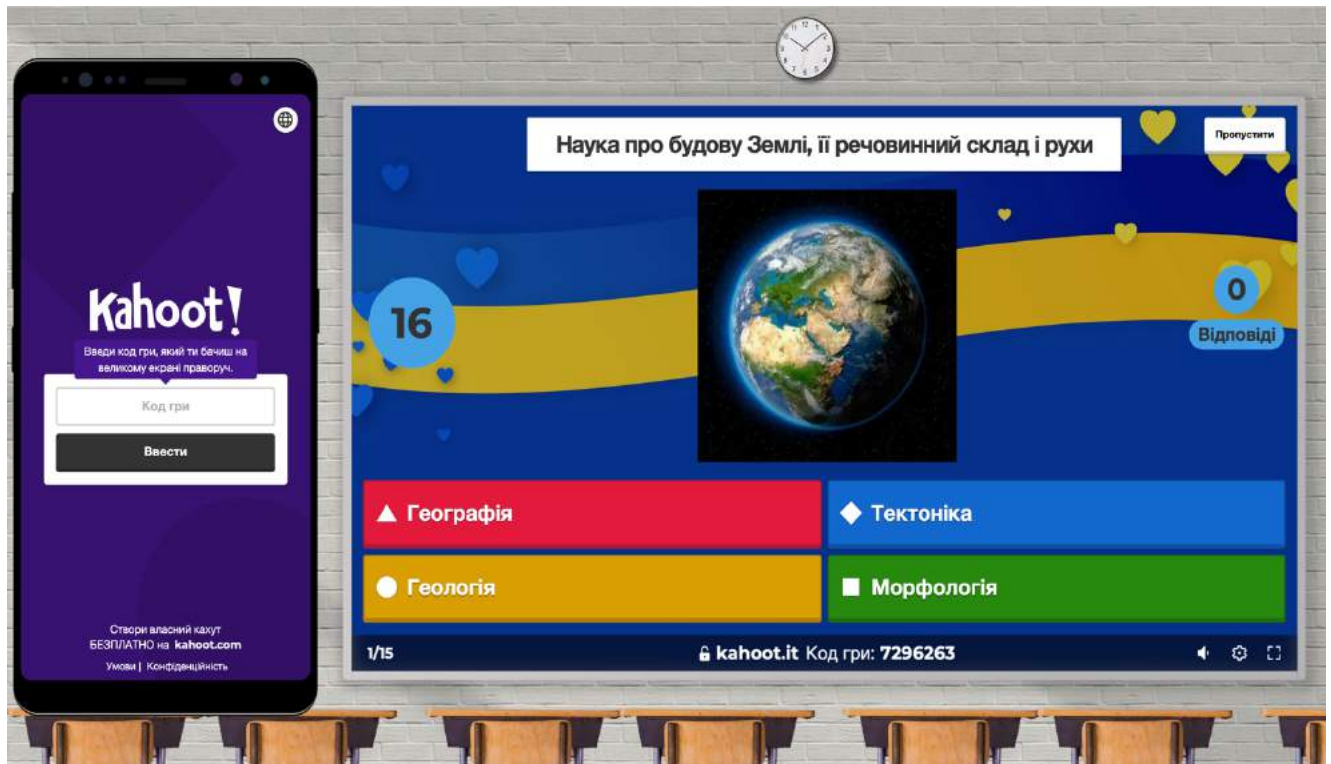 Kahoot!
Введи код гри, який ти бачиш на
великому екрані праворуч.
Код гри
Ввести
Створи власний кахут
БЕЗПЛАТНО на kahoot.com
Умови | Конфіденційність
Наука про будову Землі, її речовинний склад і рухи
Пропустити
16
0
Відповіді
Географія
Тектоніка
Геологія
Морфологія
1/15
kahoot.it Код гри: 7296263